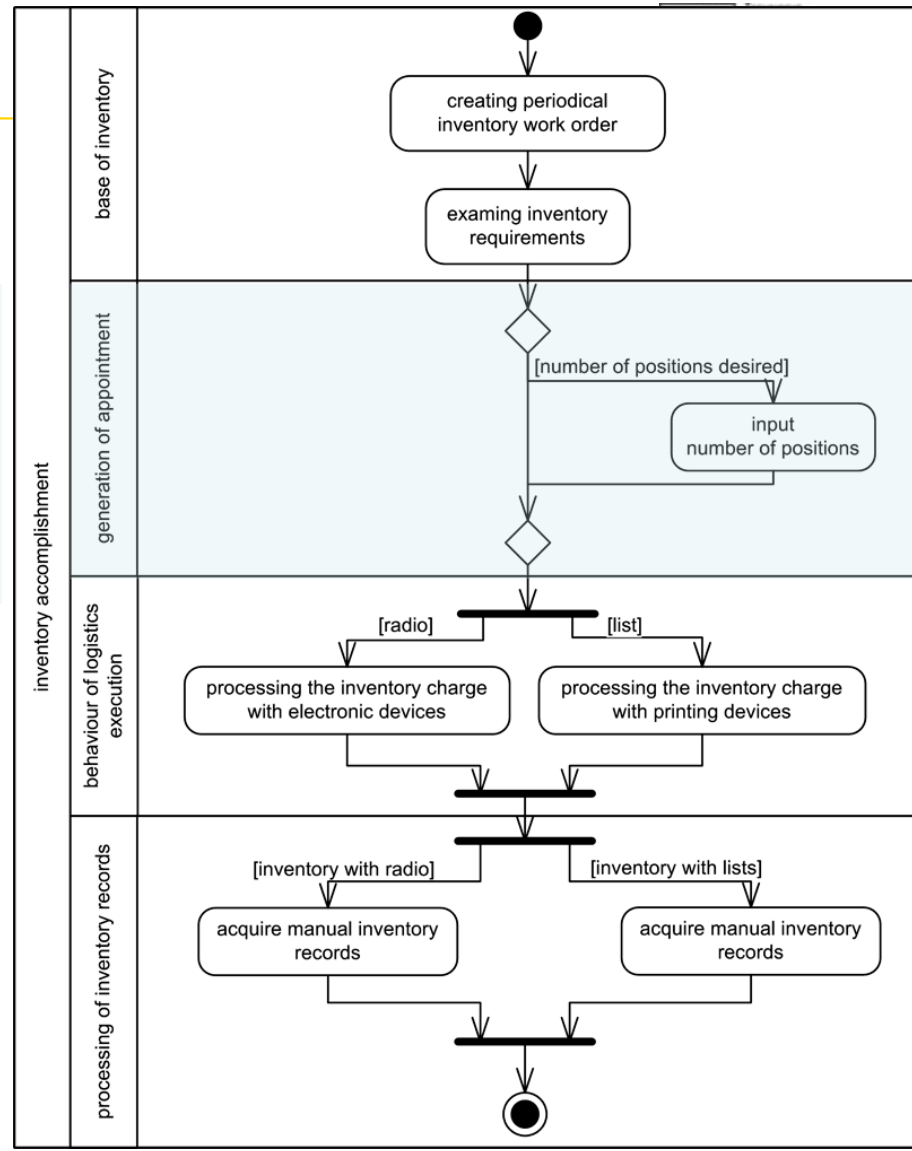 inventory accomplishment
base of inventory
creating periodical
inventory work order
examing inventory
requirements
generation of appointment
[number of positions desired]
input
number of positions
behaviour of logistics
execution
[radio]
[list]
processing the inventory charge
with electronic devices
processing the inventory charge
with printing devices
processing of inventory records
[inventory with radio]
[inventory with lists]
acquire manual inventory
records
acquire manual inventory
records